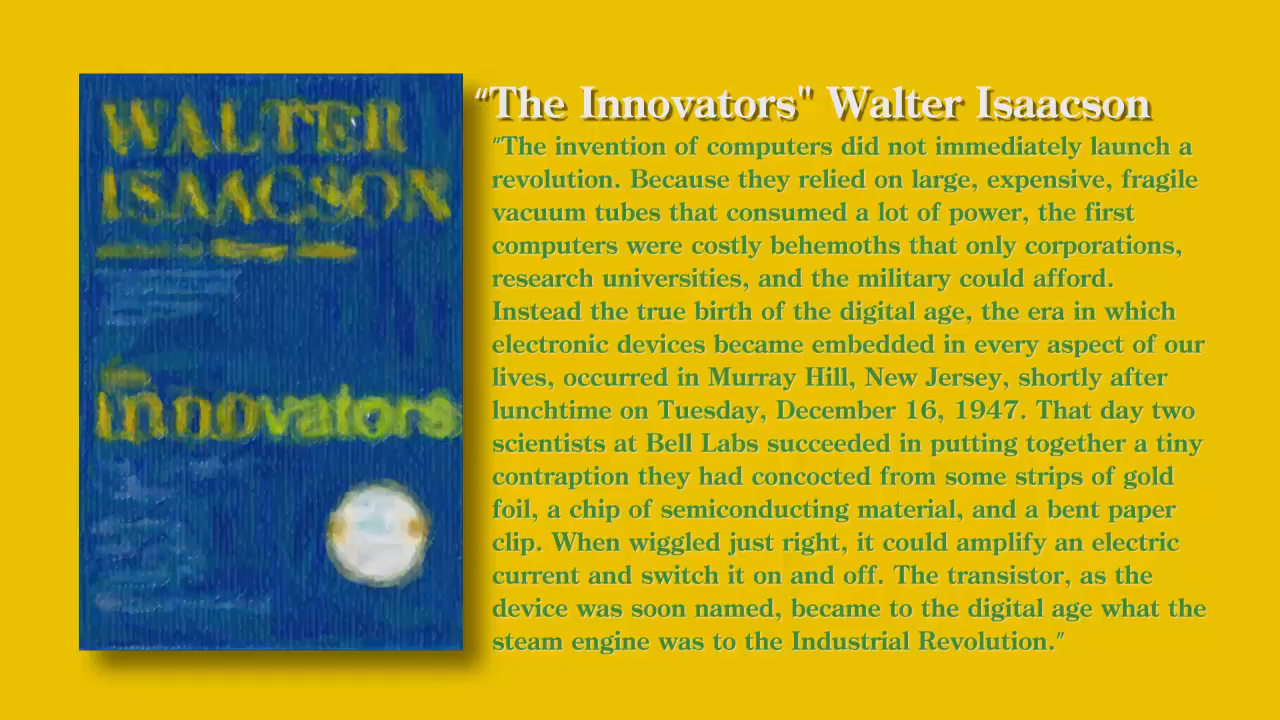 WALTER
ISAACSON
innovators
“The Innovators" Walter Isaacson
"The invention of computers did not immediately launch a
revolution. Because they relied on large, expensive, fragile
vacuum tubes that consumed a lot of power, the first
computers were costly behemoths that only corporations,
research universities, and the military could afford.
Instead the true birth of the digital age, the era in which
electronic devices became embedded in every aspect of our
lives, occurred in Murray Hill, New Jersey, shortly after
lunchtime on Tuesday, December 16, 1947. That day two
scientists at Bell Labs succeeded in putting together a tiny
contraption they had concocted from some strips of gold
foil, a chip of semiconducting material, and a bent paper
clip. When wiggled just right, it could amplify an electric
current and switch it on and off. The transistor, as the
device was soon named, became to the digital age what the
steam engine was to the Industrial Revolution."